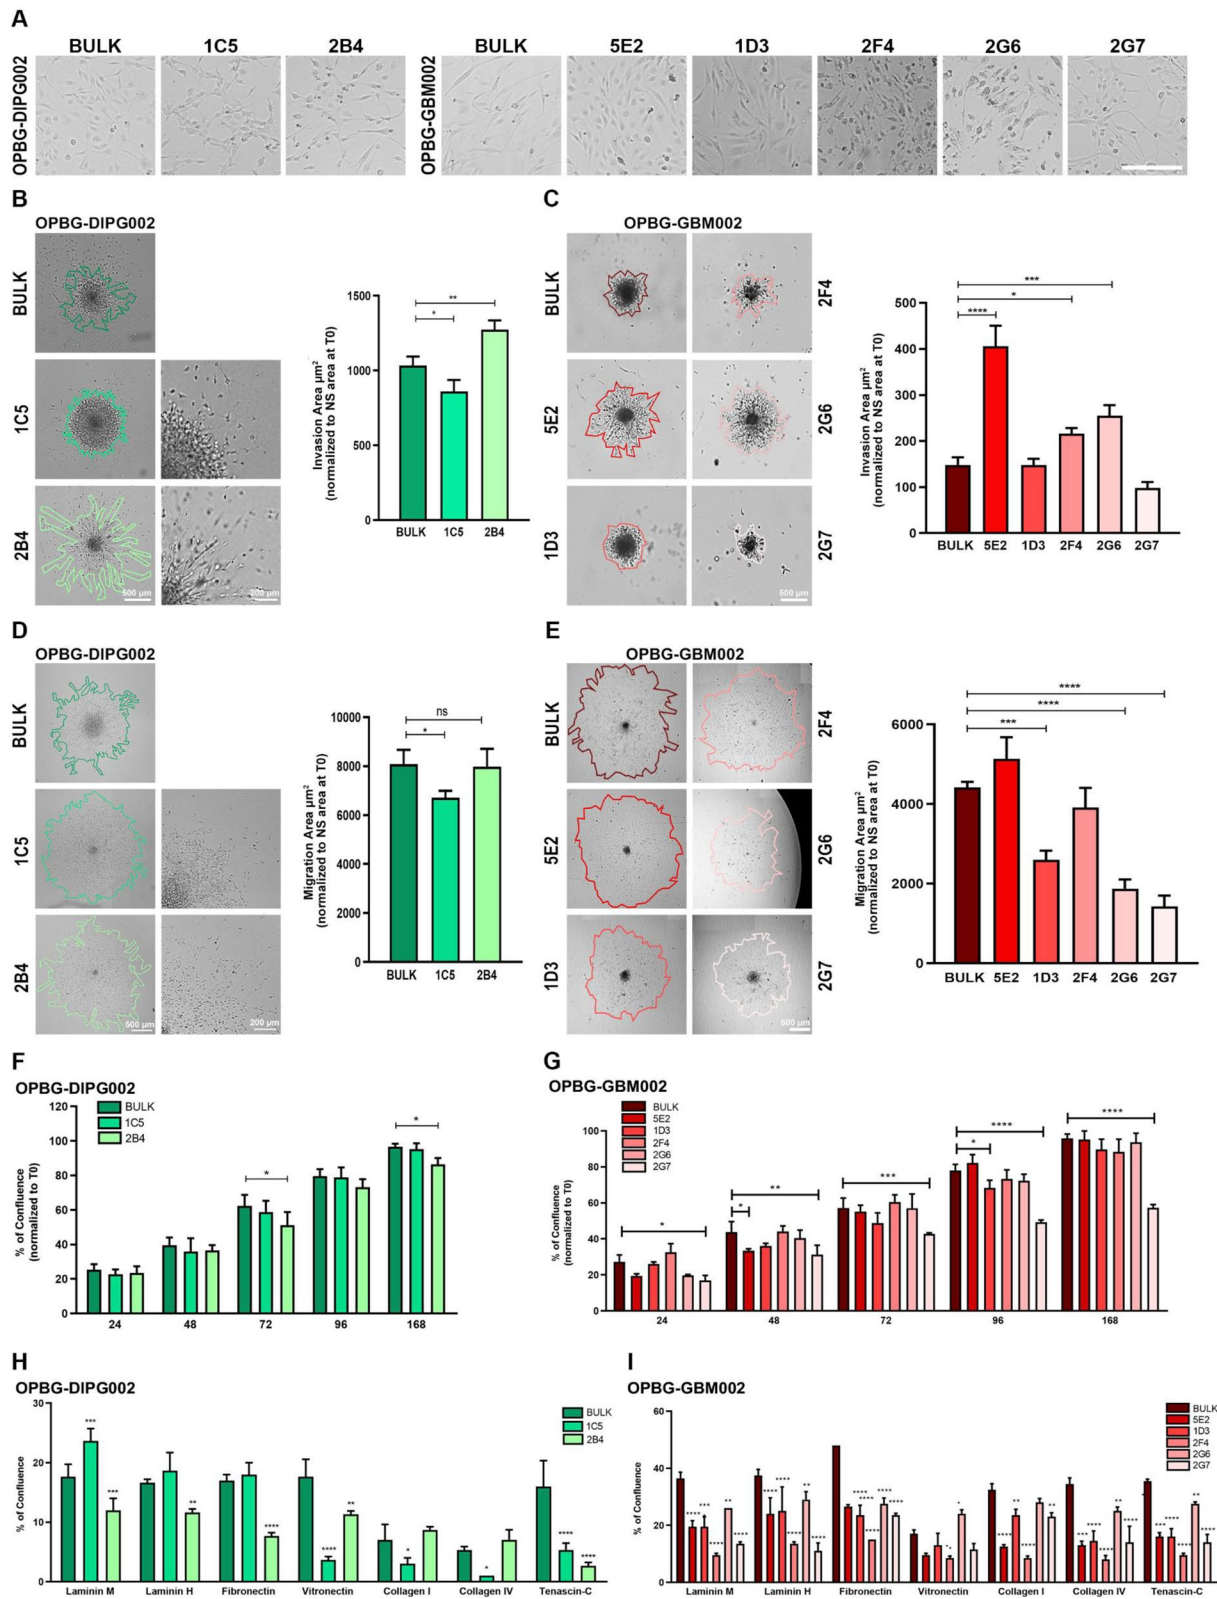 A
BULK 1C5 2B4 BULK 5E2 1D3 2F4 2G6 2G7
OPBG-DIPG002
OPBG-GBM002
B
OPBG-DIPG002
BULK
1C5
2B4
500 µm
200 µm
Invasion Area µm²
(normalized to NS area at T0)
1500
1000
500
0
**
*
BULK 1C5 2B4
C
OPBG-GBM002
BULK
2F4
5E2
2G6
1D3
2G7
500 µm
Invasion Area µm²
(normalized to NS area at T0)
500
400
300
200
100
0
***
*
****
BULK 5E2 1D3 2F4 2G6 2G7
D
OPBG-DIPG002
BULK
1C5
2B4
500 µm
200 µm
Migration Area µm²
(normalized to NS area at T0)
10000
8000
6000
4000
2000
0
ns
*
BULK 1C5 2B4
E
OPBG-GBM002
BULK
2F4
5E2
2G6
1D3
2G7
500 µm
Migration Area µm²
(normalized to NS area at T0)
6000
4000
2000
0
****
****
***
BULK 5E2 1D3 2F4 2G6 2G7
F
OPBG-DIPG002
BULK
1C5
2B4
% of Confluence
(normalized to T0)
120
100
80
60
40
20
0
*
*
24 48 72 96 168
G
OPBG-GBM002
BULK
5E2
1D3
2F4
2G6
2G7
% of Confluence
(normalized to T0)
100
80
60
40
20
0
*
**
*
***
****
*
****
24 48 72 96 168
H
OPBG-DIPG002
BULK
1C5
2B4
% of Confluence
30
20
10
0
*** *** ** **** **** ** * * **** ****
Laminin M Laminin H Fibronectin Vitronectin Collagen I Collagen IV Tenascin-C
I
OPBG-GBM002
BULK
5E2
1D3
2F4
2G6
2G7
% of Confluence
60
40
20
0
Laminin M Laminin H Fibronectin Vitronectin Collagen I Collagen IV Tenascin-C